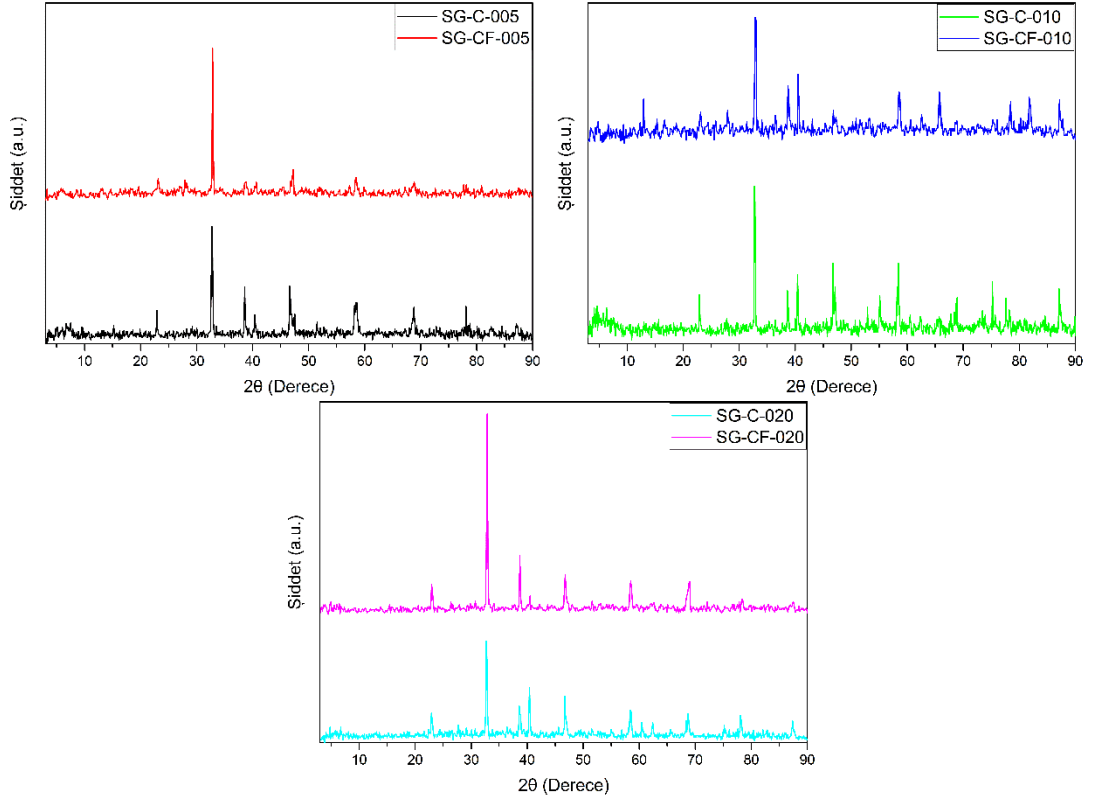 SG-C-005
SG-CF-005
Şiddet (a.u.)
10 20 30 40 50 60 70 80 90
2θ (Derece)
SG-C-010
SG-CF-010
Şiddet (a.u.)
10 20 30 40 50 60 70 80 90
2θ (Derece)
SG-C-020
SG-CF-020
Şiddet (a.u.)
10 20 30 40 50 60 70 80 90
2θ (Derece)